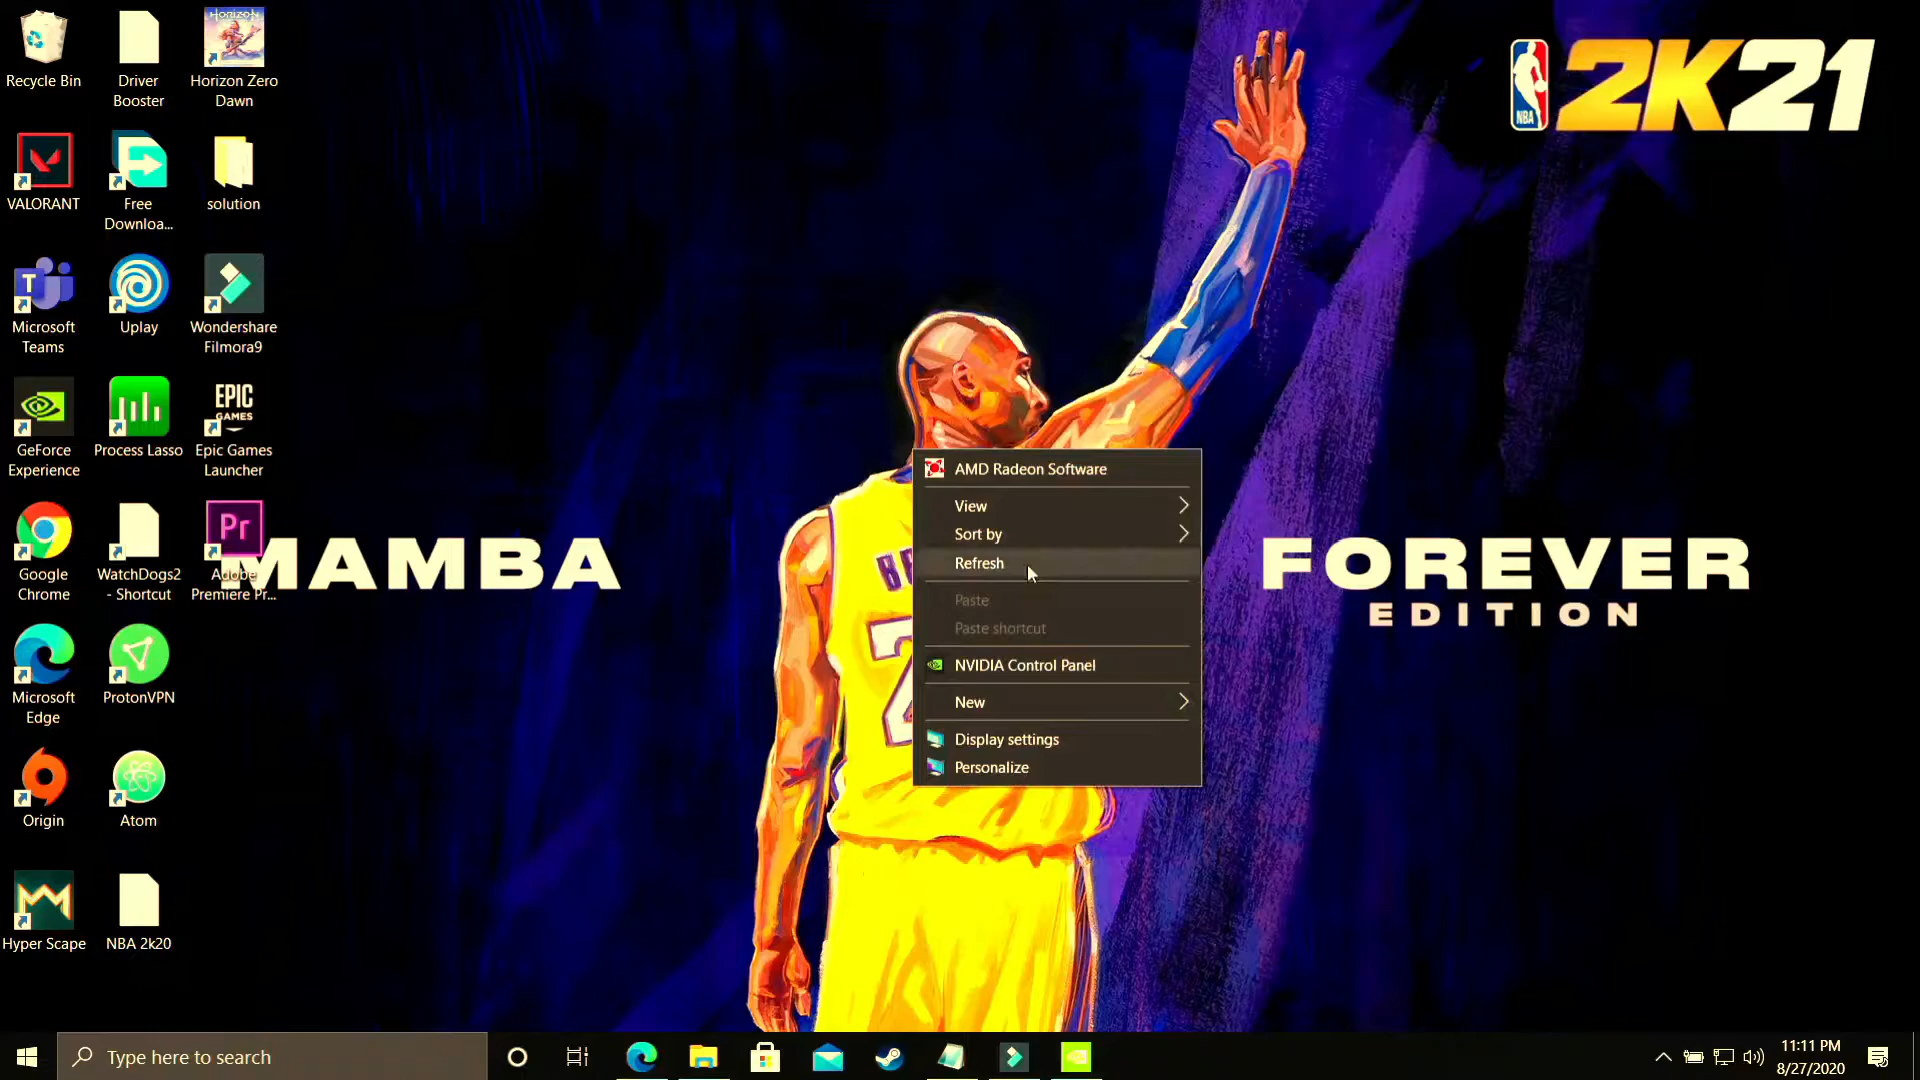 Recycle Bin
Driver
Booster
Horizon
Horizon Zero
Dawn
NBA
2K21
VALORANT
Free
Downloa...
solution
T
Microsoft
Teams
Uplay
Wondershare
Filmora9
GeForce
Experience
Process Lasso
EPIC
GAMES
Epic Games
Launcher
Google
Chrome
WatchDogs2
- Shortcut
Pr
Adobe
Premiere Pr...
MAMBA
FOREVER
EDITION
Microsoft
Edge
ProtonVPN
Origin
Atom
Hyper Scape
NBA 2k20
AMD Radeon Software
View
Sort by
Refresh
Paste
Paste shortcut
NVIDIA Control Panel
New
Display settings
Personalize
Type here to search
11:11 PM
8/27/2020